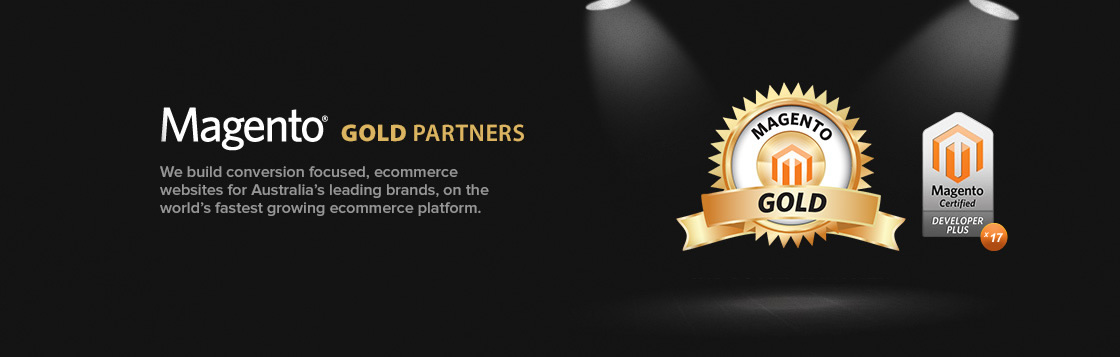 Magento® GOLD PARTNERS
We build conversion focused, ecommerce
websites for Australia's leading brands, on the
world's fastest growing ecommerce platform.
MAGENTO
GOLD
Magento
Certified
DEVELOPER
PLUS
x17